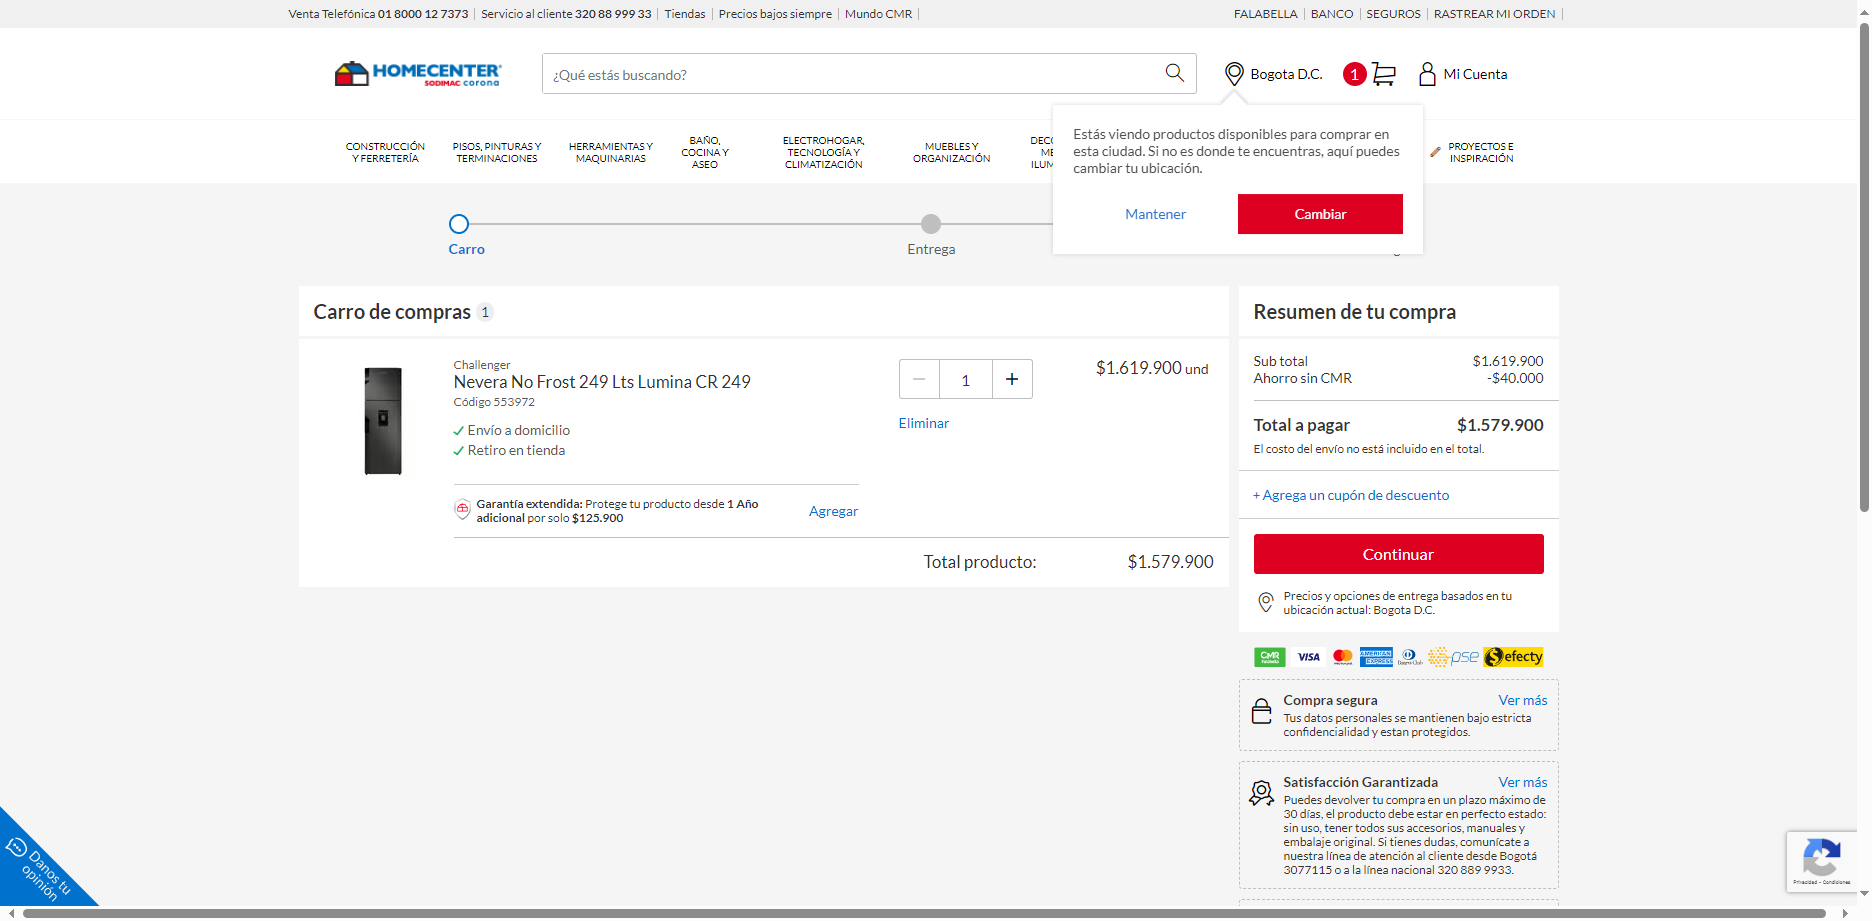 Venta Telefónica 01 8000 12 7373 Servicio al cliente 320 88 999 33 Tiendas Precios bajos siempre Mundo CMR
FALABELLA BANCO SEGUROS RASTREAR MI ORDEN
HOMECENTER
SODIMAC corona
¿Qué estás buscando?
Bogota D.C.
1
Mi Cuenta
CONSTRUCCIÓN
Y FERRETERÍA
PISOS, PINTURAS Y
TERMINACIONES
HERRAMIENTAS Y
MAQUINARIAS
BAÑO,
COCINA Y
ASEO
ELECTROHOGAR,
TECNOLOGÍA Y
CLIMATIZACIÓN
MUEBLES Y
ORGANIZACIÓN
DECO
ME
ILUM
PROYECTOS E
INSPIRACIÓN
Estás viendo productos disponibles para comprar en
esta ciudad. Si no es donde te encuentras, aquí puedes
cambiar tu ubicación.
Mantener
Cambiar
Carro
Entrega
Carro de compras 1
Challenger
Nevera No Frost 249 Lts Lumina CR 249
Código 553972
Envío a domicilio
Retiro en tienda
1
Eliminar
$1.619.900 und
Garantía extendida: Protege tu producto desde 1 Año
adicional por solo $125.900
Agregar
Total producto: $1.579.900
Resumen de tu compra
Sub total $1.619.900
Ahorro sin CMR -$40.000
Total a pagar $1.579.900
El costo del envío no está incluido en el total.
+ Agrega un cupón de descuento
Continuar
Precios y opciones de entrega basados en tu
ubicación actual: Bogota D.C.
CMR
VISA
AMERICAN
EXPRESS
pse
efecty
Compra segura Ver más
Tus datos personales se mantienen bajo estricta
confidencialidad y estan protegidos.
Satisfacción Garantizada Ver más
Puedes devolver tu compra en un plazo máximo de
30 días, el producto debe estar en perfecto estado:
sin uso, tener todos sus accesorios, manuales y
embalaje original. Si tienes dudas, comunícate a
nuestra línea de atención al cliente desde Bogotá
3077115 o a la línea nacional 320 889 9933.
Danos tu
opinión
Privacidad - Condiciones